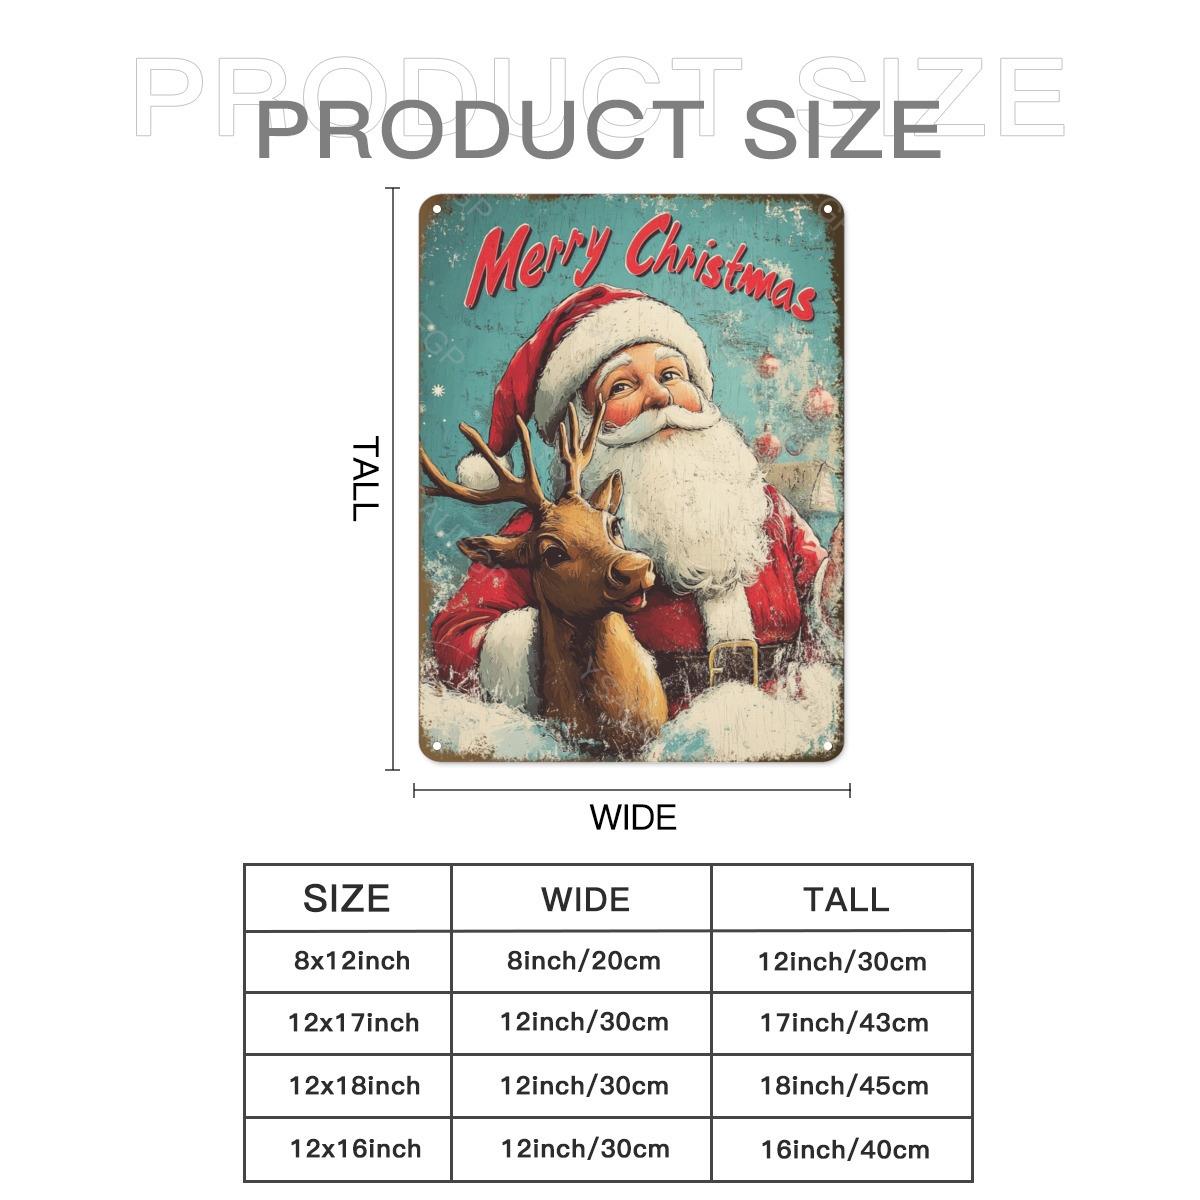 PRODUCT SIZE
PRODUCT SIZE
Merry Christmas
TALL
WIDE
SIZE WIDE TALL
8x12inch 8inch/20cm 12inch/30cm
12x17inch 12inch/30cm 17inch/43cm
12x18inch 12inch/30cm 18inch/45cm
12x16inch 12inch/30cm 16inch/40cm